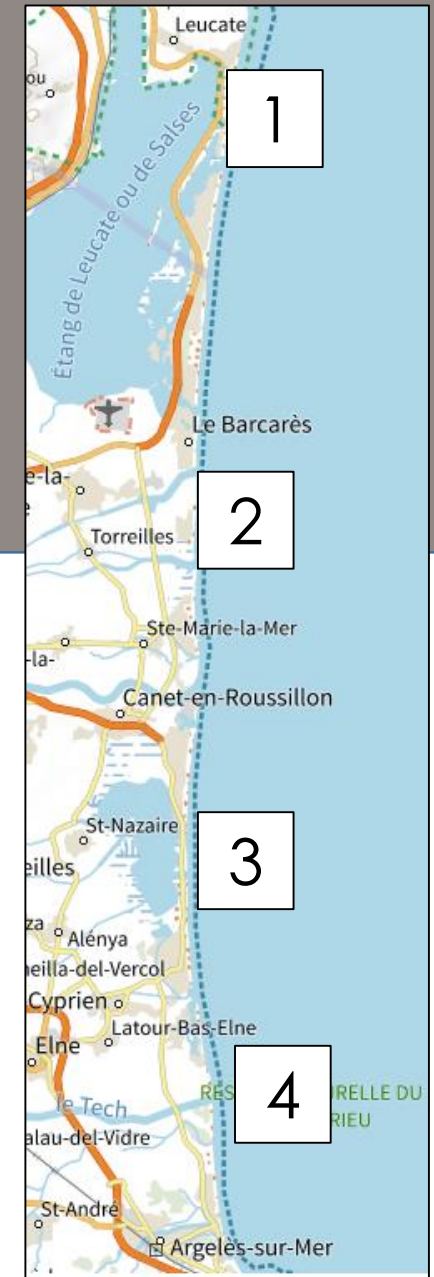 Leucate
ou
1
Étang de Leucate ou de Salses
Le Barcarès
e-la-
2
Torreilles
Ste-Marie-la-Mer
-la-
Canet-en-Roussillon
St-Nazaire
3
eilles
za
Alénya
neilla-del-Vercol
Cyprien
Latour-Bas-Elne
Elne
4
RES URELLE DU
RIEU
le Tech
alau-del-Vidre
St-André
Argelès-sur-Mer